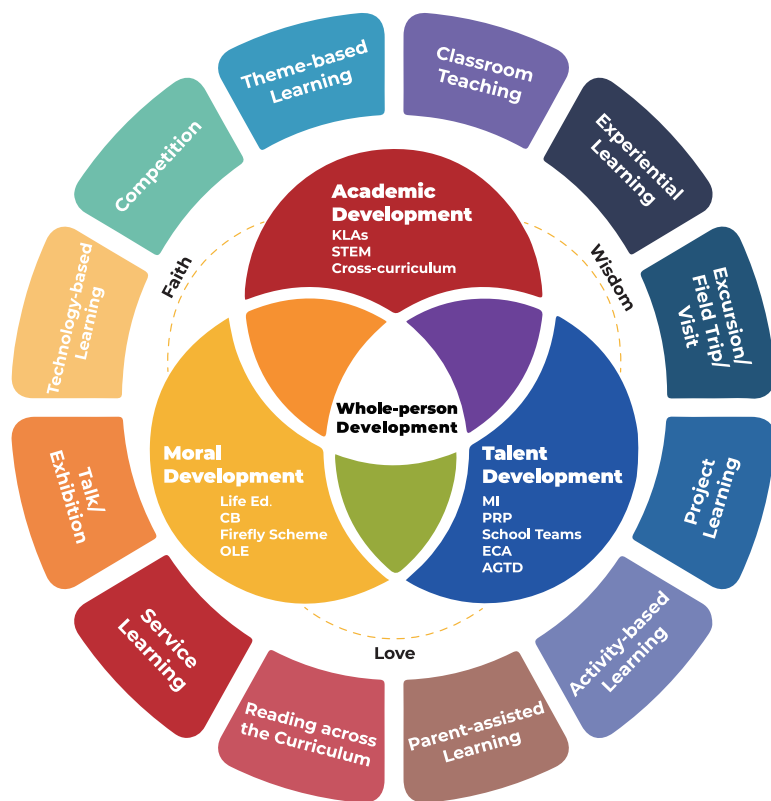 Theme-based
Learning
Classroom
Teaching
Experiential
Learning
Excursion/
Field Trip/
Visit
Project
Learning
Activity-based
Learning
Parent-assisted
Learning
Reading across
the Curriculum
Service
Learning
Talk/
Exhibition
Technology-based
Learning
Competition
Faith
Wisdom
Love
Academic
Development
KLAs
STEM
Cross-curriculum
Whole-person
Development
Moral
Development
Life Ed.
CB
Firefly Scheme
OLE
Talent
Development
MI
PRP
School Teams
ECA
AGTD